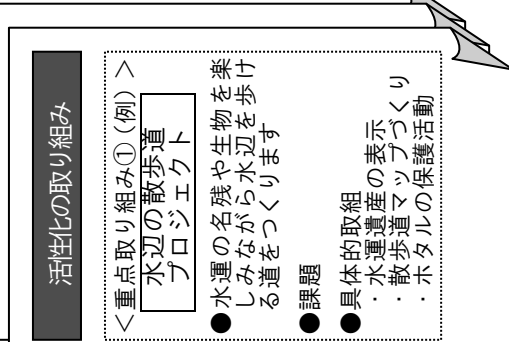 活性化の取り組み
＜重点取り組み①（例）＞
水辺の散歩道
プロジェクト
●水運の名残や生物を楽
しみながら水辺を歩け
る道をつくります
●課題
●具体的取組
・水運遺産の表示
・散歩道マップづくり
・ホタルの保護活動